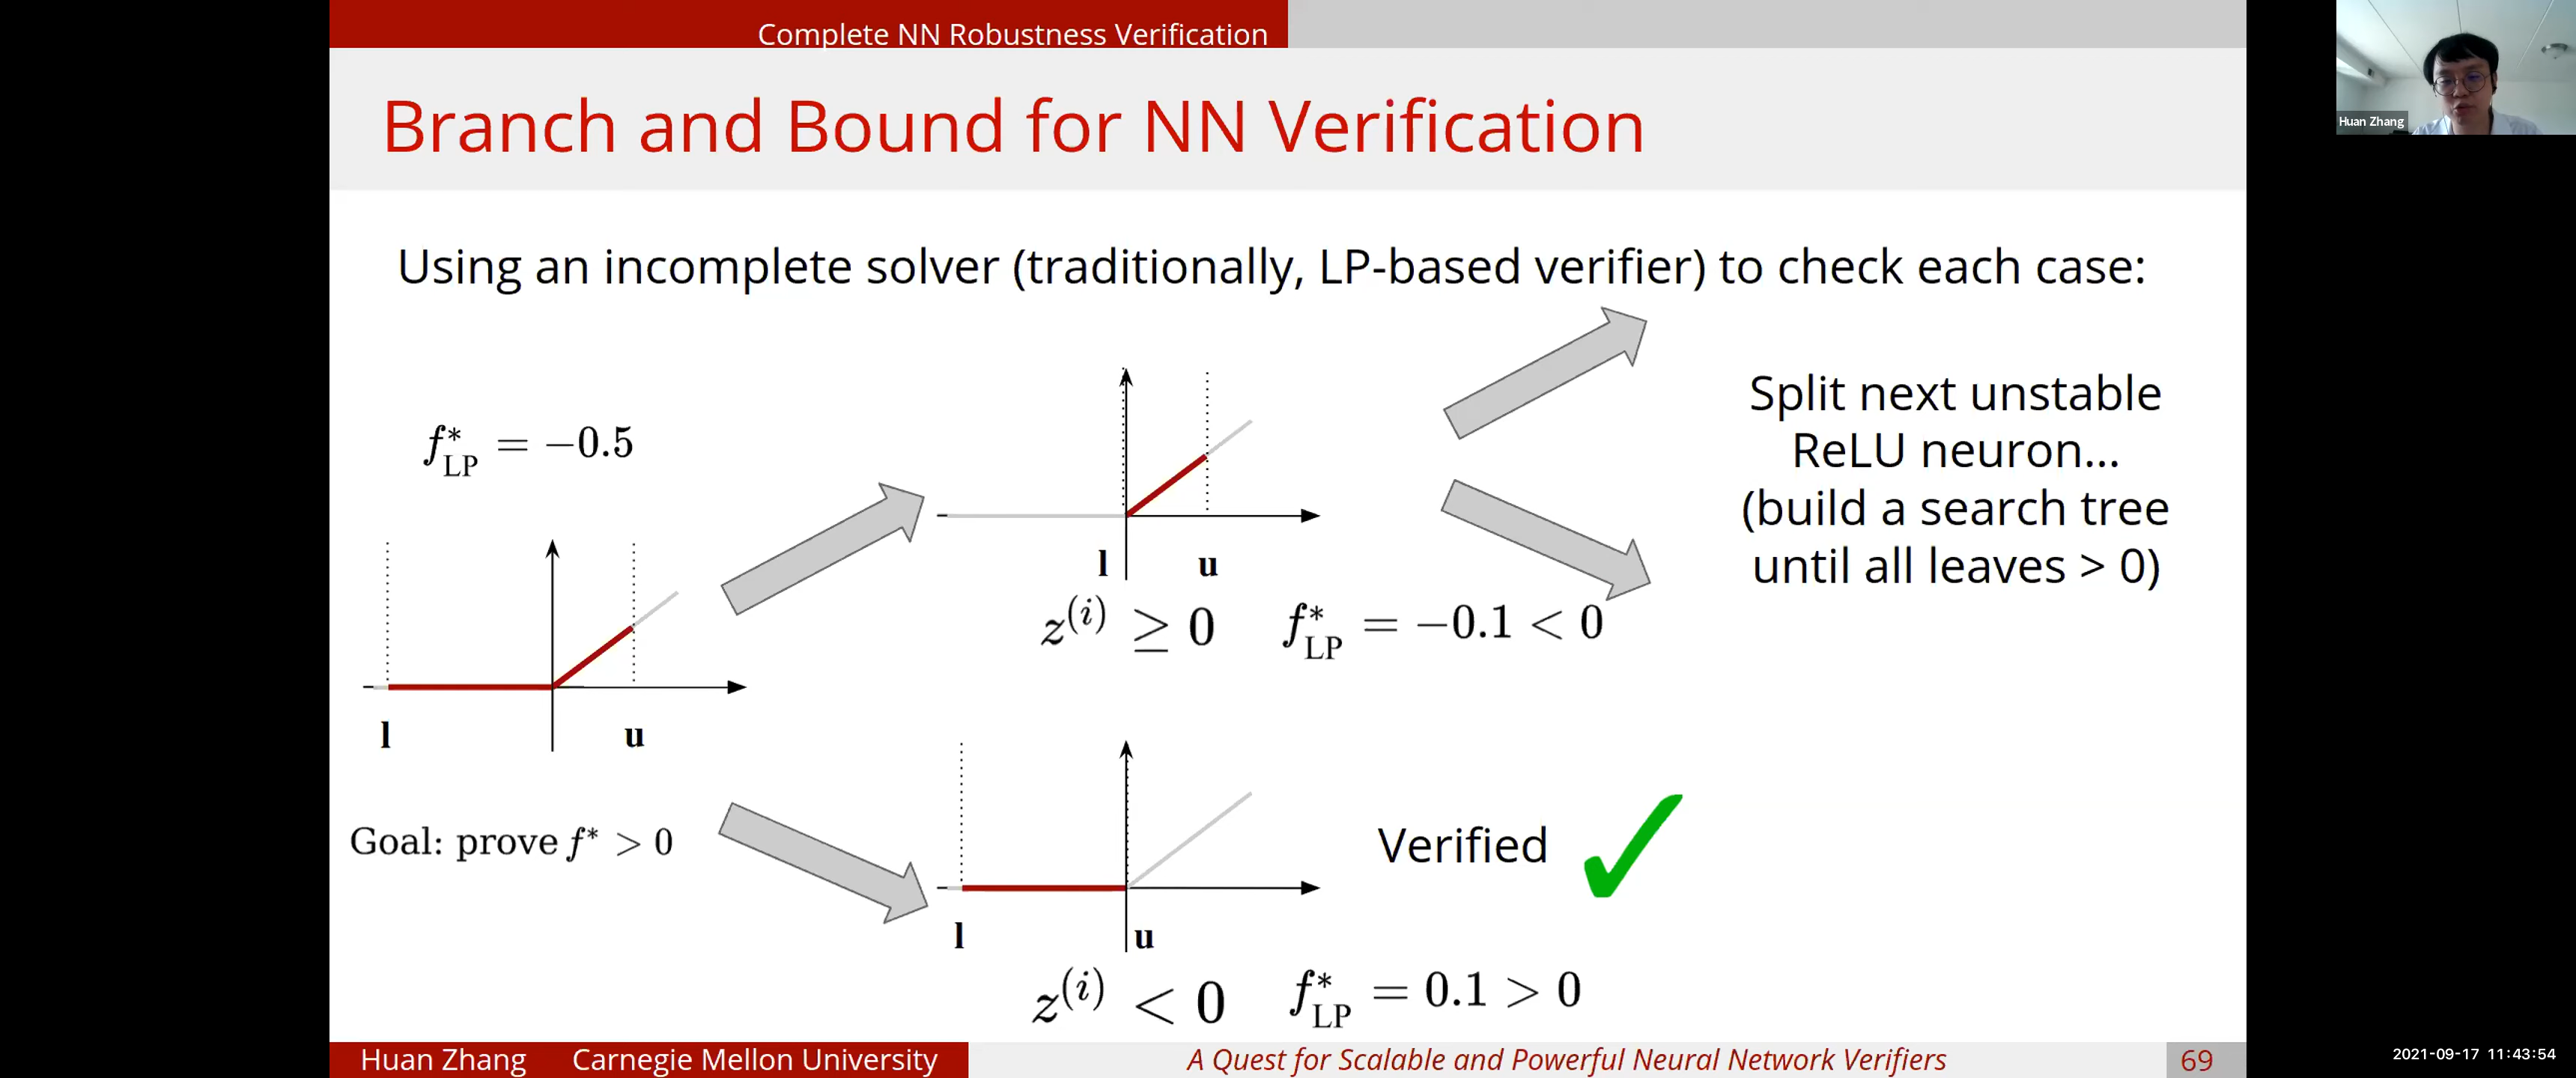 Complete NN Robustness Verification
Branch and Bound for NN Verification
Huan Zhang
Using an incomplete solver (traditionally, LP-based verifier) to check each case:
f*LP = −0.5
l
u
Goal: prove f* > 0
l
u
z(i) ≥ 0 f*LP = −0.1 < 0
Split next unstable
ReLU neuron...
(build a search tree
until all leaves > 0)
Verified
l
u
z(i) < 0 f*LP = 0.1 > 0
Huan Zhang Carnegie Mellon University
A Quest for Scalable and Powerful Neural Network Verifiers
69
2021-09-17 11:43:54